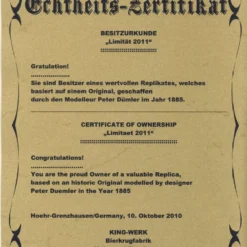 Echtheits-Zertifikat
BESITZURKUNDE
„Limität 2011“
Gratulation!
Sie sind Besitzer eines wertvollen Replikates, welches
basiert auf einem Original, geschaffen
durch den Modelleur Peter Dümler im Jahr 1885.
CERTIFICATE OF OWNERSHIP
„Limitaet 2011“
Congratulations!
You are the proud Owner of a valuable Replica,
based on an historic Original modelled by designer
Peter Duemler in the Year 1885
Hoehr-Grenzhausen/Germany, 10. Oktober 2010
KING-WERK
Bierkrugfabrik